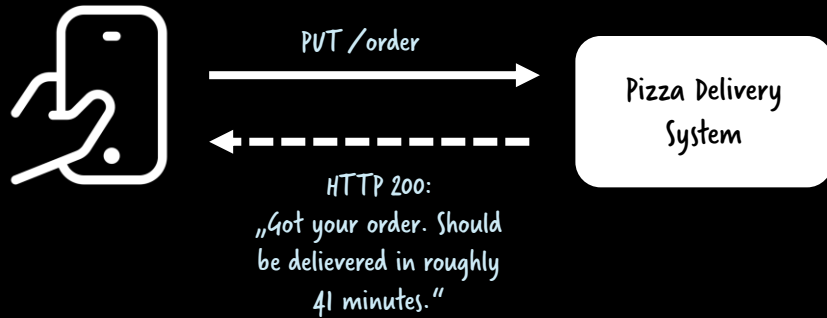 PUT /order
Pizza Delivery
System
HTTP 200:
„Got your order. Should
be delievered in roughly
41 minutes.“